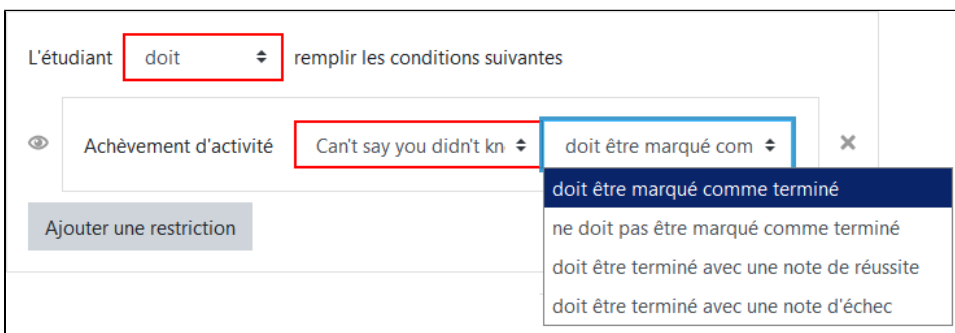 L'étudiant doit remplir les conditions suivantes
Achèvement d'activité Can't say you didn't kn doit être marqué com
doit être marqué comme terminé
ne doit pas être marqué comme terminé
doit être terminé avec une note de réussite
doit être terminé avec une note d'échec
Ajouter une restriction